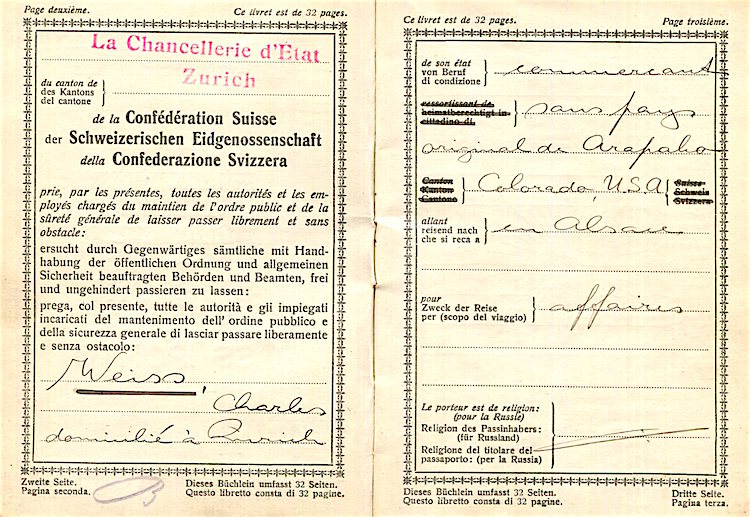 Page deuxième. Ce livret est de 32 pages.
La Chancellerie d'État
Zurich
du canton de
des Kantons
del cantone
de la Confédération Suisse
der Schweizerischen Eidgenossenschaft
della Confederazione Svizzera
prie, par les présentes, toutes les autorités et les em-
ployés chargés du maintien de l'ordre public et de la
sûreté générale de laisser passer librement et sans
obstacle:
ersucht durch Gegenwärtiges sämtliche mit Hand-
habung der öffentlichen Ordnung und allgemeinen
Sicherheit beauftragten Behörden und Beamten, frei
und ungehindert passieren zu lassen:
prega, col presente, tutte le autorità e gli impiegati
incaricati del mantenimento dell' ordine pubblico e
della sicurezza generale di lasciar passare liberamente
e senza ostacolo:
Weiss,
Charles
domicilié à Zurich
Zweite Seite. Dieses Büchlein umfasst 32 Seiten.
Pagina seconda. Questo libretto consta di 32 pagine.
Ce livret est de 32 pages. Page troisième.
de son état
von Beruf
di condizione
commercant
ressortissant de
heimatberechtigt in
cittadino di
sans pays
original de Arapaho
Canton
Kanton
Cantone
Colorado, USA
Suisse
Schweiz
Svizzera
allant
reisend nach
che si reca a
en Alsace
pour
Zweck der Reise
per (scopo del viaggio)
affaires
Le porteur est de religion:
(pour la Russie)
Religion des Passinhabers:
(für Russland)
Religione del titolare del
passaporto: (per la Russia)
Dieses Büchlein umfasst 32 Seiten. Dritte Seite.
Questo libretto consta di 32 pagine. Pagina terza.